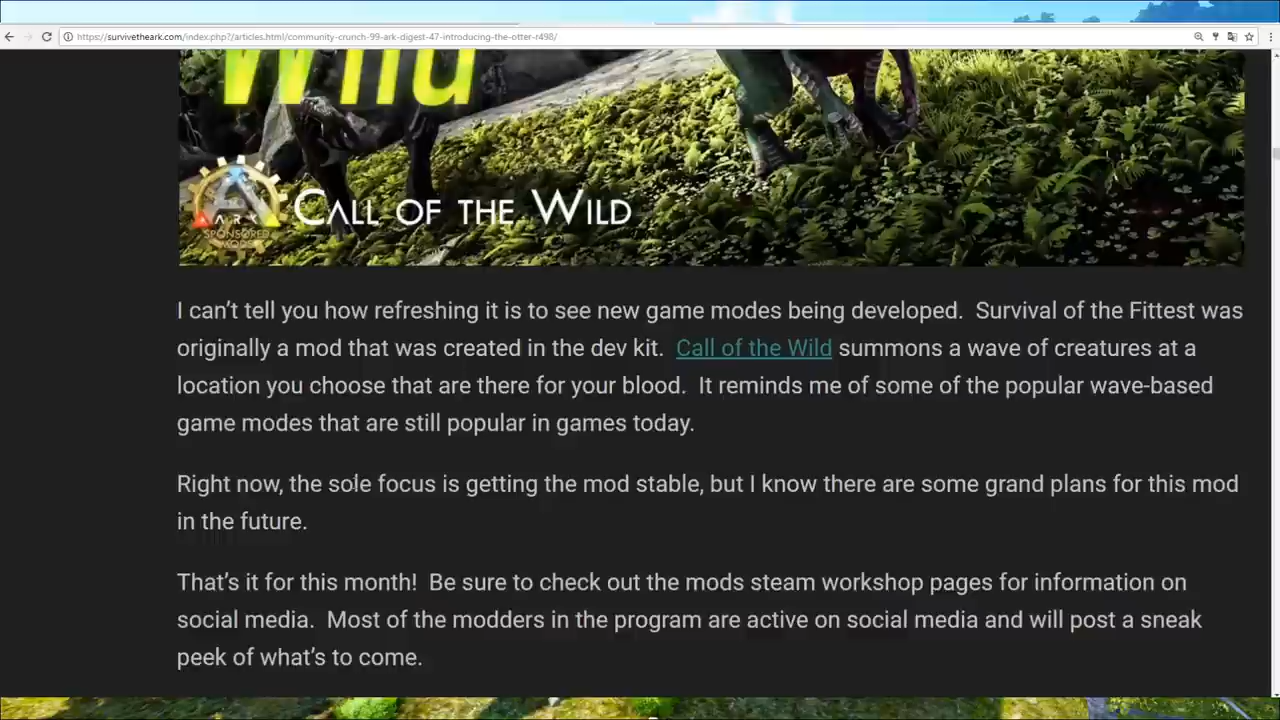 https://survivetheark.com/index.php?/articles.html/community-crunch-99-ark-digest-47-introducing-the-otter-r498/
Wild
ARK
SPONSORED
MODS
CALL OF THE WILD
I can’t tell you how refreshing it is to see new game modes being developed.  Survival of the Fittest was
originally a mod that was created in the dev kit.  Call of the Wild summons a wave of creatures at a
location you choose that are there for your blood.  It reminds me of some of the popular wave-based
game modes that are still popular in games today.
Right now, the sole focus is getting the mod stable, but I know there are some grand plans for this mod
in the future.
That’s it for this month!  Be sure to check out the mods steam workshop pages for information on
social media.  Most of the modders in the program are active on social media and will post a sneak
peek of what’s to come.